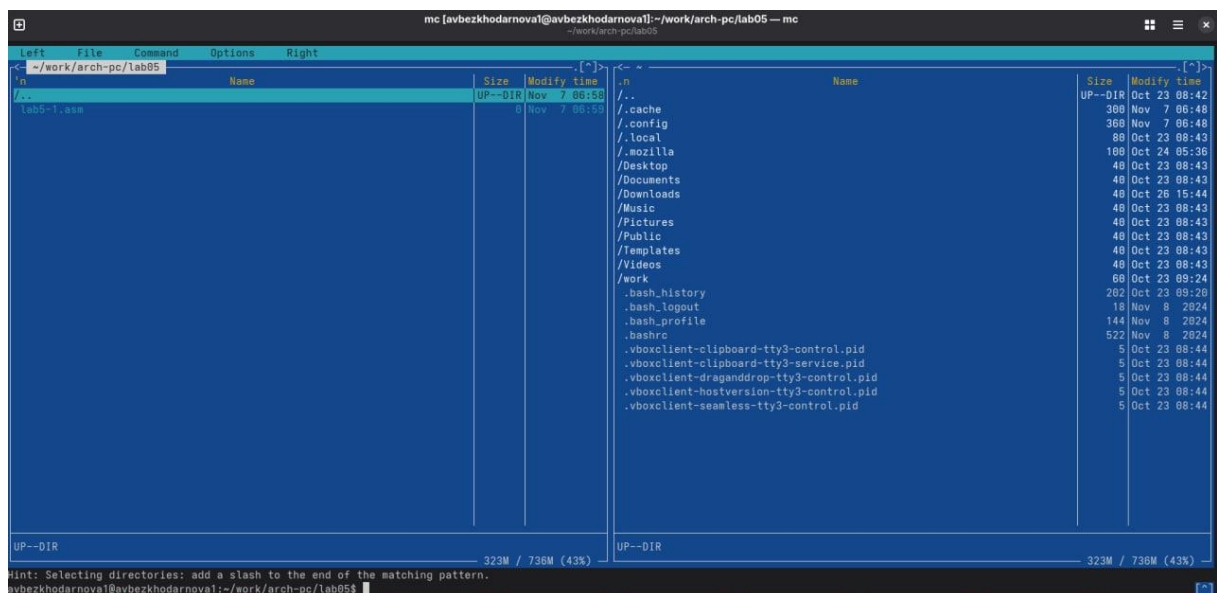 mc [avbezkhodarnova1@avbezkhodarnova1]:~/work/arch-pc/lab05 — mc
~/work/arch-pc/lab05
Left File Command Options Right
<- ~/work/arch-pc/lab05 .[^]>
'n Name Size Modify time
/.. UP--DIR Nov 7 06:58
lab5-1.asm 0 Nov 7 06:59
UP--DIR
323M / 736M (43%)
<- ~ .[^]>
.n Name Size Modify time
/.. UP--DIR Oct 23 08:42
/.cache 300 Nov 7 06:48
/.config 360 Nov 7 06:48
/.local 80 Oct 23 08:43
/.mozilla 100 Oct 24 05:36
/Desktop 40 Oct 23 08:43
/Documents 40 Oct 23 08:43
/Downloads 40 Oct 26 15:44
/Music 40 Oct 23 08:43
/Pictures 40 Oct 23 08:43
/Public 40 Oct 23 08:43
/Templates 40 Oct 23 08:43
/Videos 40 Oct 23 08:43
/work 60 Oct 23 09:24
.bash_history 202 Oct 23 09:20
.bash_logout 18 Nov 8 2024
.bash_profile 144 Nov 8 2024
.bashrc 522 Nov 8 2024
.vboxclient-clipboard-tty3-control.pid 5 Oct 23 08:44
.vboxclient-clipboard-tty3-service.pid 5 Oct 23 08:44
.vboxclient-draganddrop-tty3-control.pid 5 Oct 23 08:44
.vboxclient-hostversion-tty3-control.pid 5 Oct 23 08:44
.vboxclient-seamless-tty3-control.pid 5 Oct 23 08:44
UP--DIR
323M / 736M (43%)
Hint: Selecting directories: add a slash to the end of the matching pattern.
avbezkhodarnova1@avbezkhodarnova1:~/work/arch-pc/lab05$ [^]